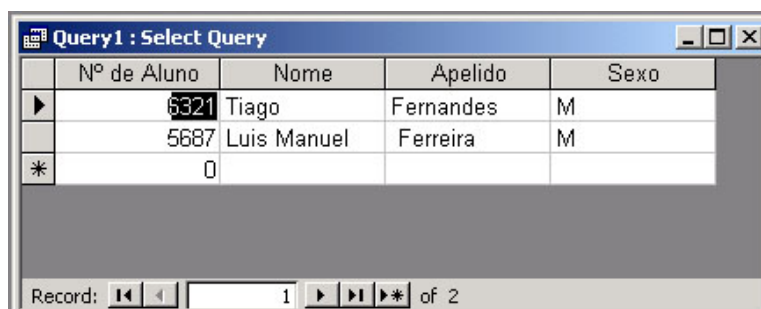 Query1 : Select Query
Nº de Aluno Nome Apelido Sexo
6321 Tiago Fernandes M
5687 Luis Manuel Ferreira M
0
Record: 1 of 2